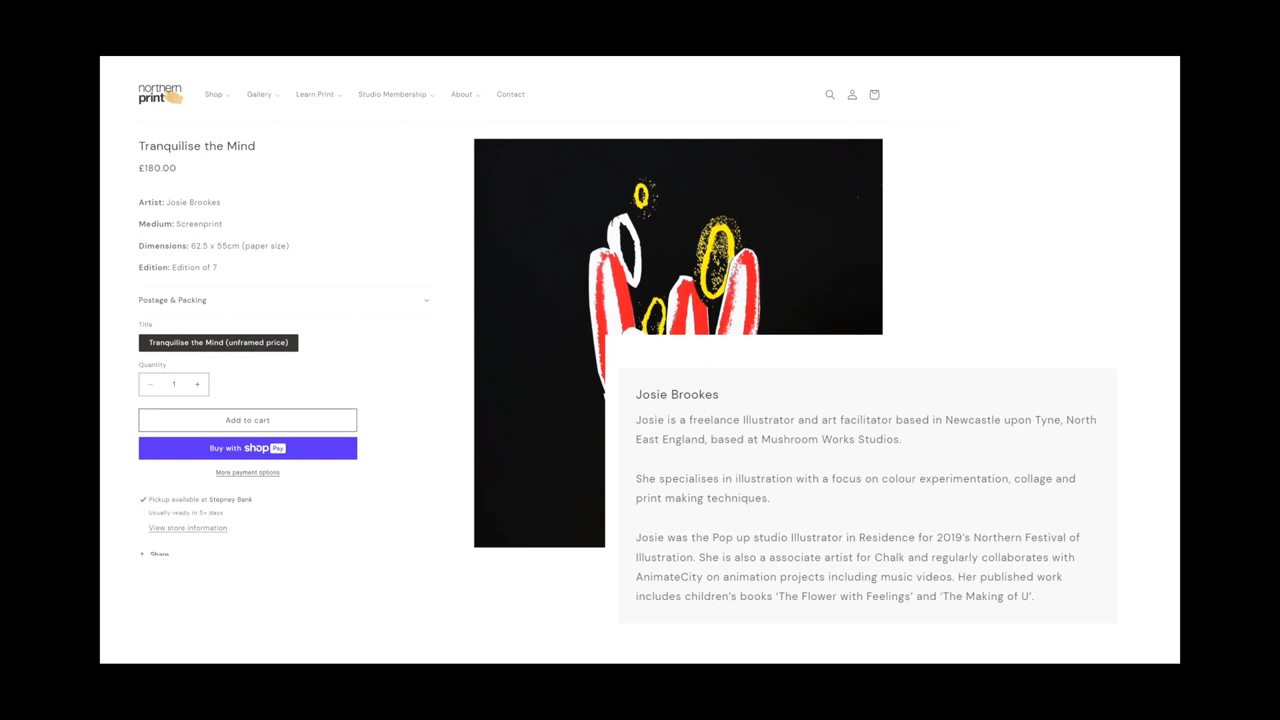 northern
print
Shop
Gallery
Learn Print
Studio Membership
About
Contact
Tranquilise the Mind
£180.00
Artist: Josie Brookes
Medium: Screenprint
Dimensions: 62.5 x 55cm (paper size)
Edition: Edition of 7
Postage & Packing
Title
Tranquilise the Mind (unframed price)
Quantity
− 1 +
Add to cart
Buy with shop Pay
More payment options
Pickup available at Stepney Bank
Usually ready in 5+ days
View store information
Share
Josie Brookes
Josie is a freelance Illustrator and art facilitator based in Newcastle upon Tyne, North
East England, based at Mushroom Works Studios.
She specialises in illustration with a focus on colour experimentation, collage and
print making techniques.
Josie was the Pop up studio Illustrator in Residence for 2019's Northern Festival of
Illustration. She is also a associate artist for Chalk and regularly collaborates with
AnimateCity on animation projects including music videos. Her published work
includes children's books ‘The Flower with Feelings’ and ‘The Making of U’.